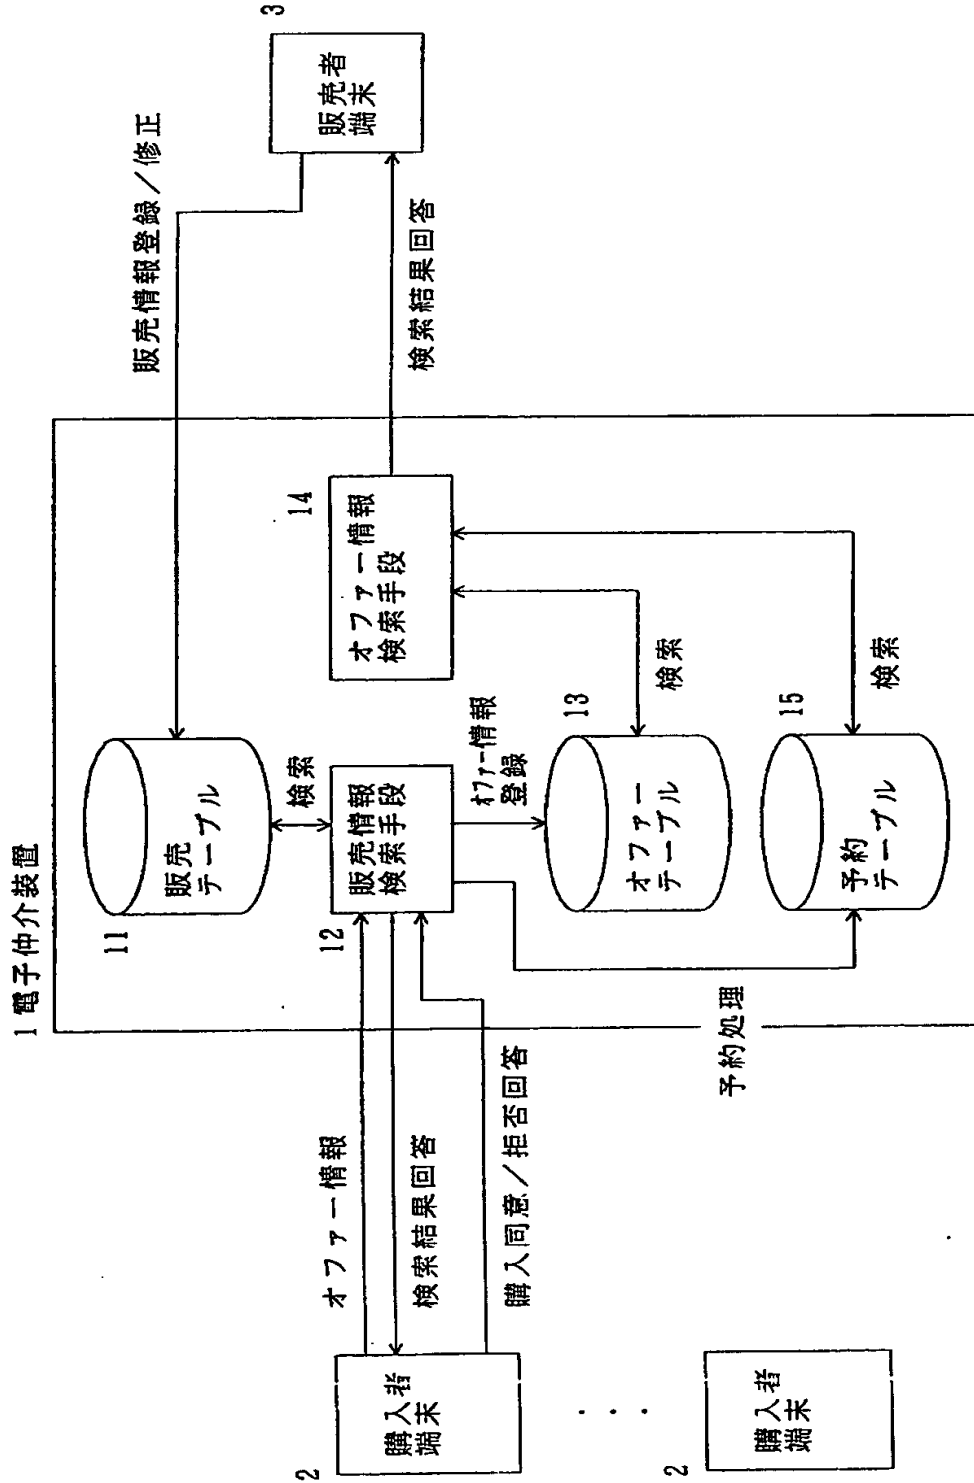 1 電子仲介装置
11
販売
テーブル
検索
12
販売情報
検索手段
オファー情報
登録
13
オファー
テーブル
15
予約
テーブル
14
オファー情報
検索手段
検索
検索
販売情報登録／修正
検索結果回答
3
販売者
端末
オファー情報
検索結果回答
購入同意／拒否回答
予約処理
2
購入者
端末
2
購入者
端末